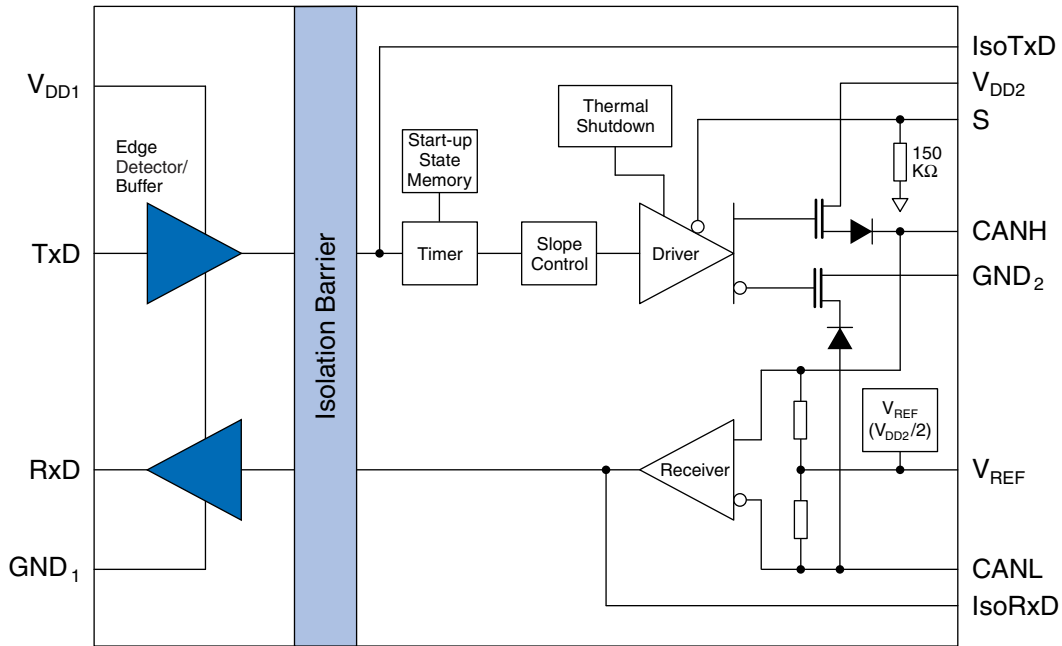 V_DD1
TxD
RxD
GND_1
Edge
Detector/
Buffer
Isolation Barrier
Start-up
State
Memory
Timer
Slope
Control
Thermal
Shutdown
Driver
Receiver
150
KΩ
V_REF
(V_DD2/2)
IsoTxD
V_DD2
S
CANH
GND_2
V_REF
CANL
IsoRxD